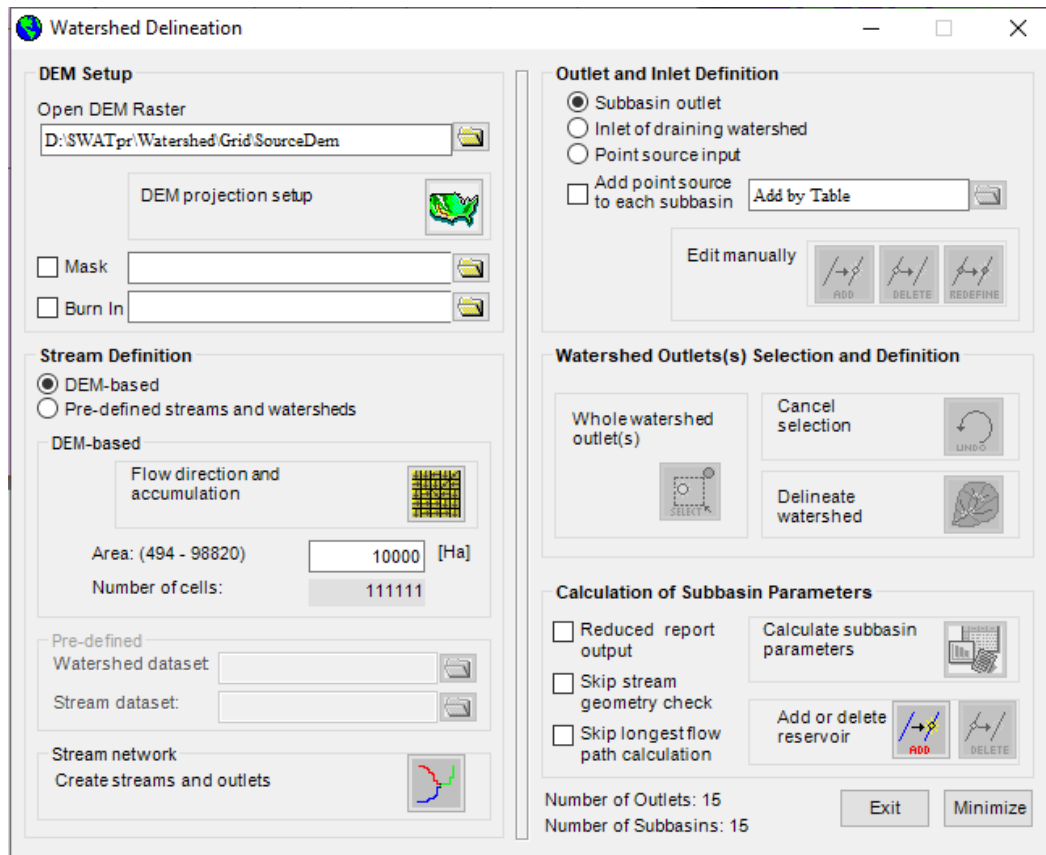 Watershed Delineation
DEM Setup
Open DEM Raster
D:\SWATpr\Watershed\Grid\SourceDem
DEM projection setup
Mask
Burn In
Stream Definition
DEM-based
Pre-defined streams and watersheds
DEM-based
Flow direction and
accumulation
Area: (494 - 98820)
10000
[Ha]
Number of cells:
111111
Pre-defined
Watershed dataset
Stream dataset:
Stream network
Create streams and outlets
Outlet and Inlet Definition
Subbasin outlet
Inlet of draining watershed
Point source input
Add point source
to each subbasin
Add by Table
Edit manually
ADD
DELETE
REDEFINE
Watershed Outlets(s) Selection and Definition
Whole watershed
outlet(s)
SELECT
Cancel
selection
UNDO
Delineate
watershed
Calculation of Subbasin Parameters
Reduced report
output
Skip stream
geometry check
Skip longest flow
path calculation
Calculate subbasin
parameters
Add or delete
reservoir
ADD
DELETE
Number of Outlets: 15
Number of Subbasins: 15
Exit
Minimize